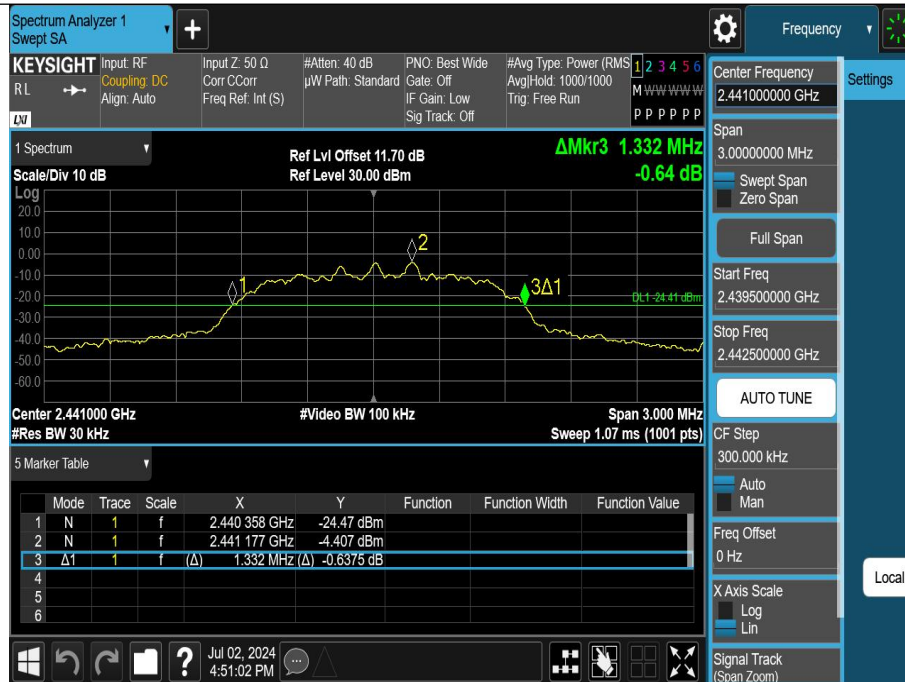 Spectrum Analyzer 1
Swept SA
Frequency
KEYSIGHT
RL
LXI
Input: RF
Coupling: DC
Align: Auto
Input Z: 50 Ω
Corr CCorr
Freq Ref: Int (S)
#Atten: 40 dB
µW Path: Standard
PNO: Best Wide
Gate: Off
IF Gain: Low
Sig Track: Off
#Avg Type: Power (RMS
Avg|Hold: 1000/1000
Trig: Free Run
1 2 3 4 5 6
M W W W W W
P P P P P P
1 Spectrum
Scale/Div 10 dB
Ref Lvl Offset 11.70 dB
Ref Level 30.00 dBm
ΔMkr3 1.332 MHz
-0.64 dB
Log
20.0
10.0
0.00
-10.0
-20.0
-30.0
-40.0
-50.0
-60.0
1
2
3Δ1
DL1 -24.41 dBm
Center 2.441000 GHz
#Video BW 100 kHz
Span 3.000 MHz
#Res BW 30 kHz
Sweep 1.07 ms (1001 pts)
5 Marker Table
Mode Trace Scale X Y Function Function Width Function Value
1 N 1 f 2.440 358 GHz -24.47 dBm
2 N 1 f 2.441 177 GHz -4.407 dBm
3 Δ1 1 f (Δ) 1.332 MHz (Δ) -0.6375 dB
4
5
6
?
Jul 02, 2024
4:51:02 PM
Center Frequency
2.441000000 GHz
Span
3.00000000 MHz
Swept Span
Zero Span
Full Span
Start Freq
2.439500000 GHz
Stop Freq
2.442500000 GHz
AUTO TUNE
CF Step
300.000 kHz
Auto
Man
Freq Offset
0 Hz
X Axis Scale
Log
Lin
Signal Track
(Span Zoom)
Settings
Local